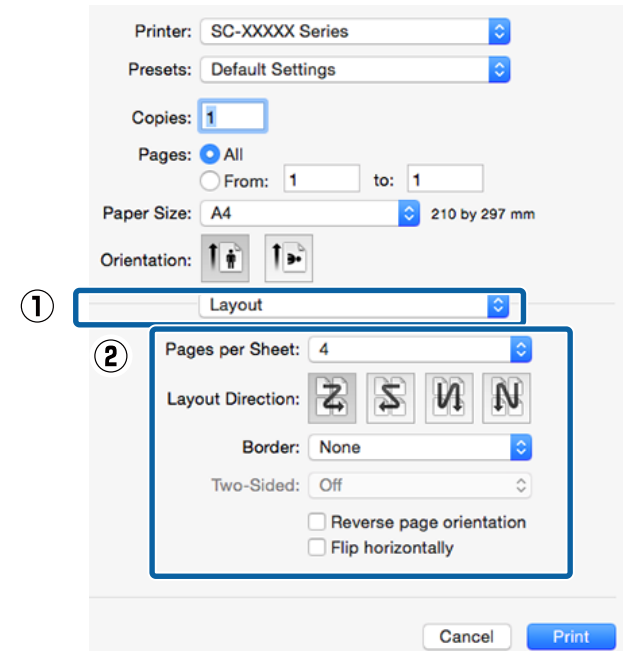 Printer: SC-XXXXX Series
Presets: Default Settings
Copies: 1
Pages: All
From: 1 to: 1
Paper Size: A4 210 by 297 mm
Orientation:
① Layout
② Pages per Sheet: 4
Layout Direction:
Border: None
Two-Sided: Off
Reverse page orientation
Flip horizontally
Cancel Print